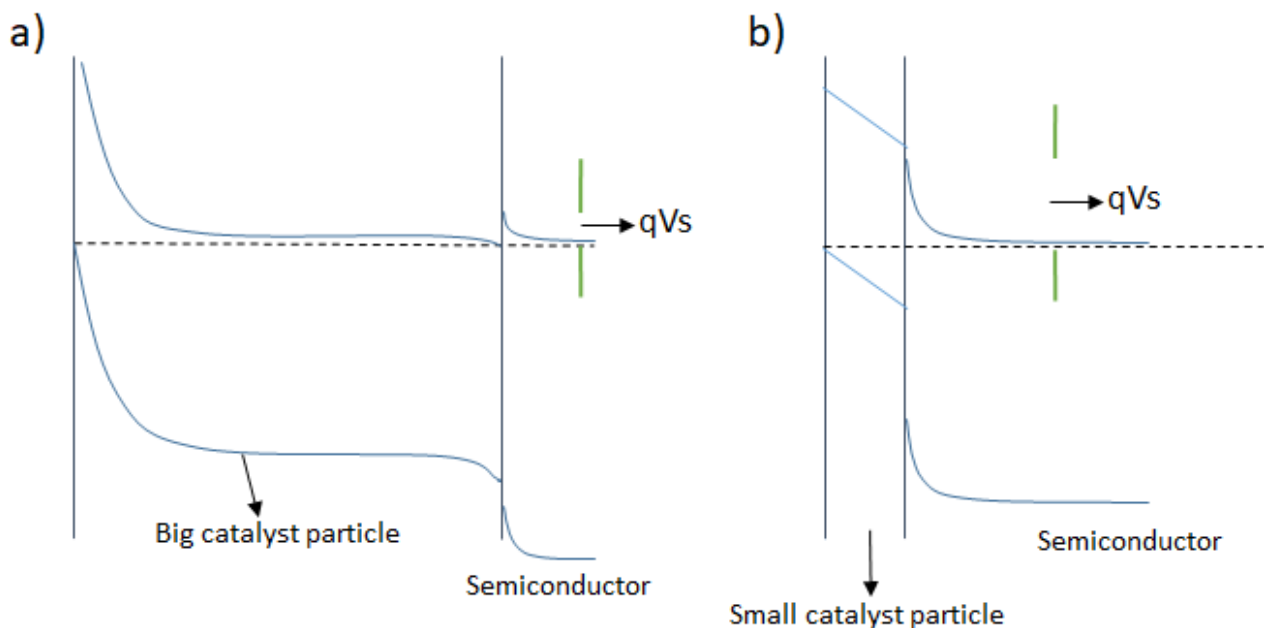 a)
qVs
Big catalyst particle
Semiconductor
b)
qVs
Semiconductor
Small catalyst particle